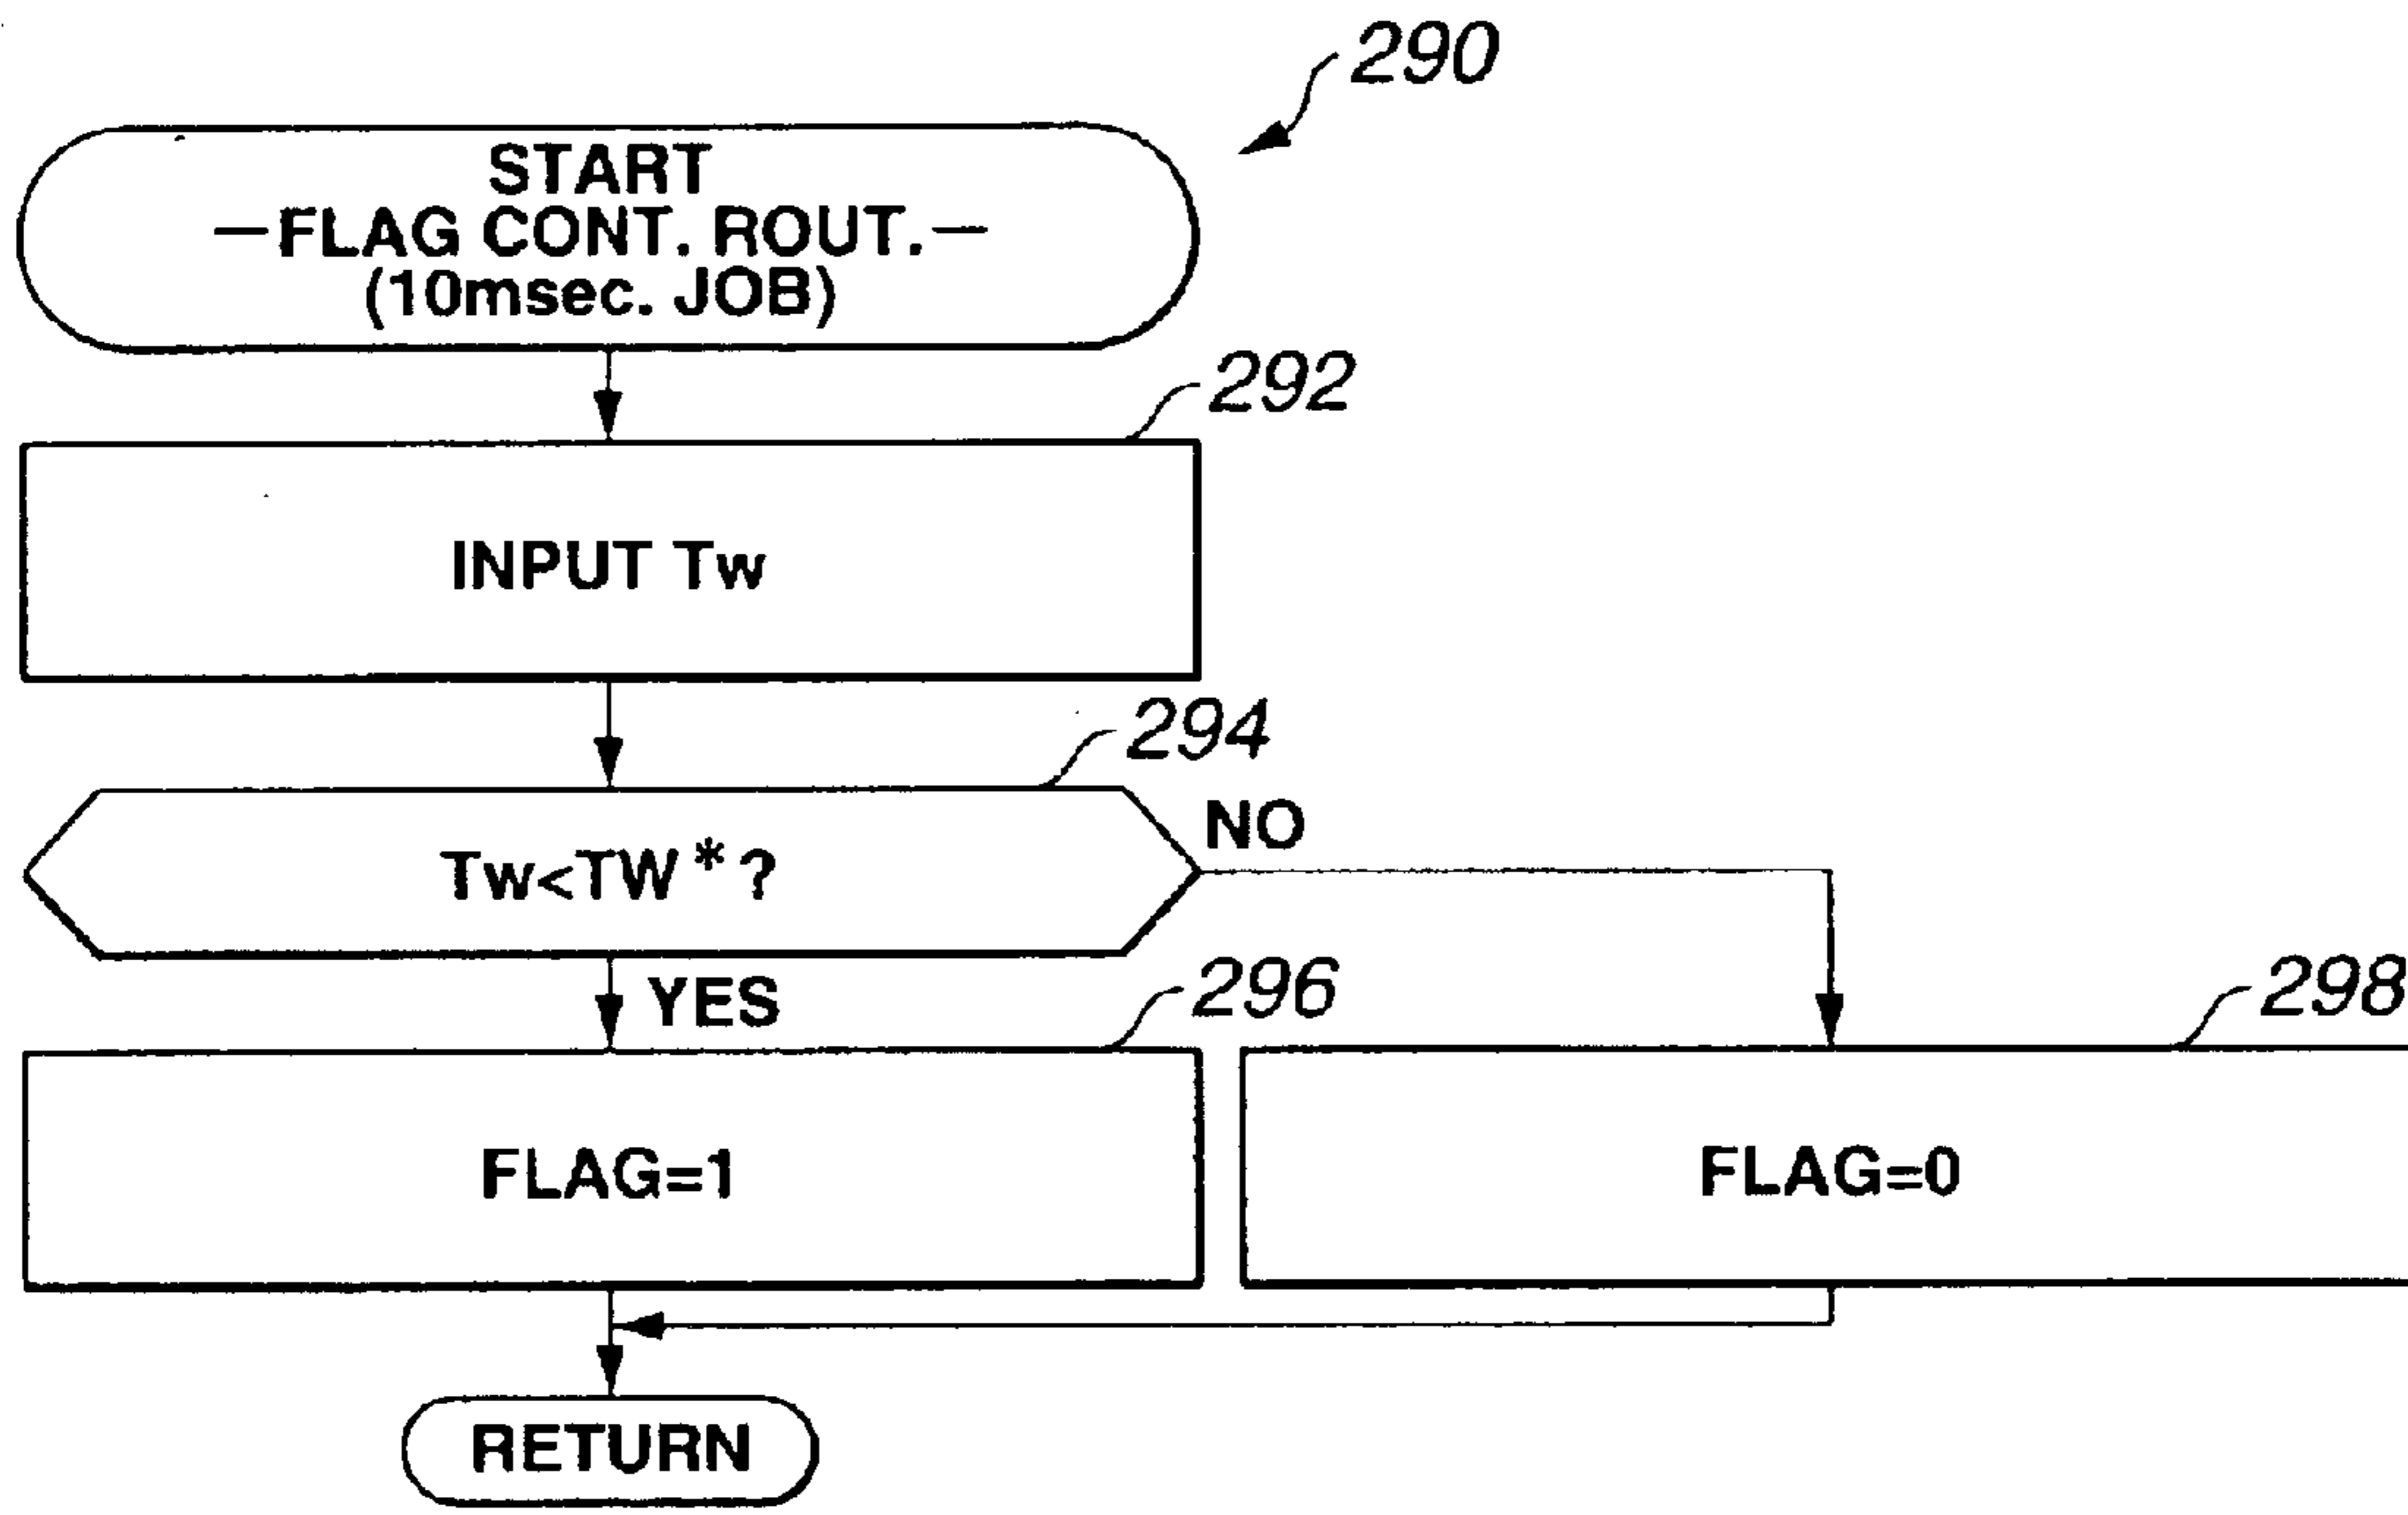 290
START
—FLAG CONT. ROUT.—
(10msec. JOB)
292
INPUT Tw
294
Tw<TW*?
NO
YES
296
298
FLAG=1
FLAG=0
RETURN